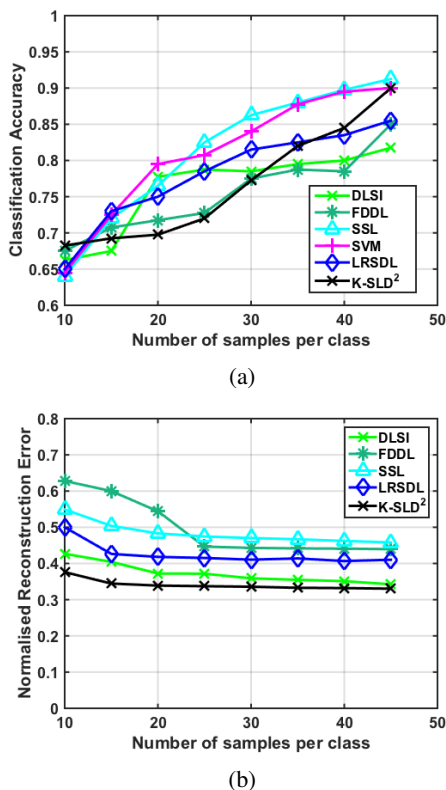 1
0.95
0.9
0.85
0.8
0.75
0.7
0.65
0.6
Classification Accuracy
DLSI
FDDL
SSL
SVM
LRSDL
K-SLD²
10 20 30 40 50
Number of samples per class
(a)
0.8
0.7
0.6
0.5
0.4
0.3
0.2
0.1
0
Normalised Reconstruction Error
DLSI
FDDL
SSL
LRSDL
K-SLD²
10 20 30 40 50
Number of samples per class
(b)